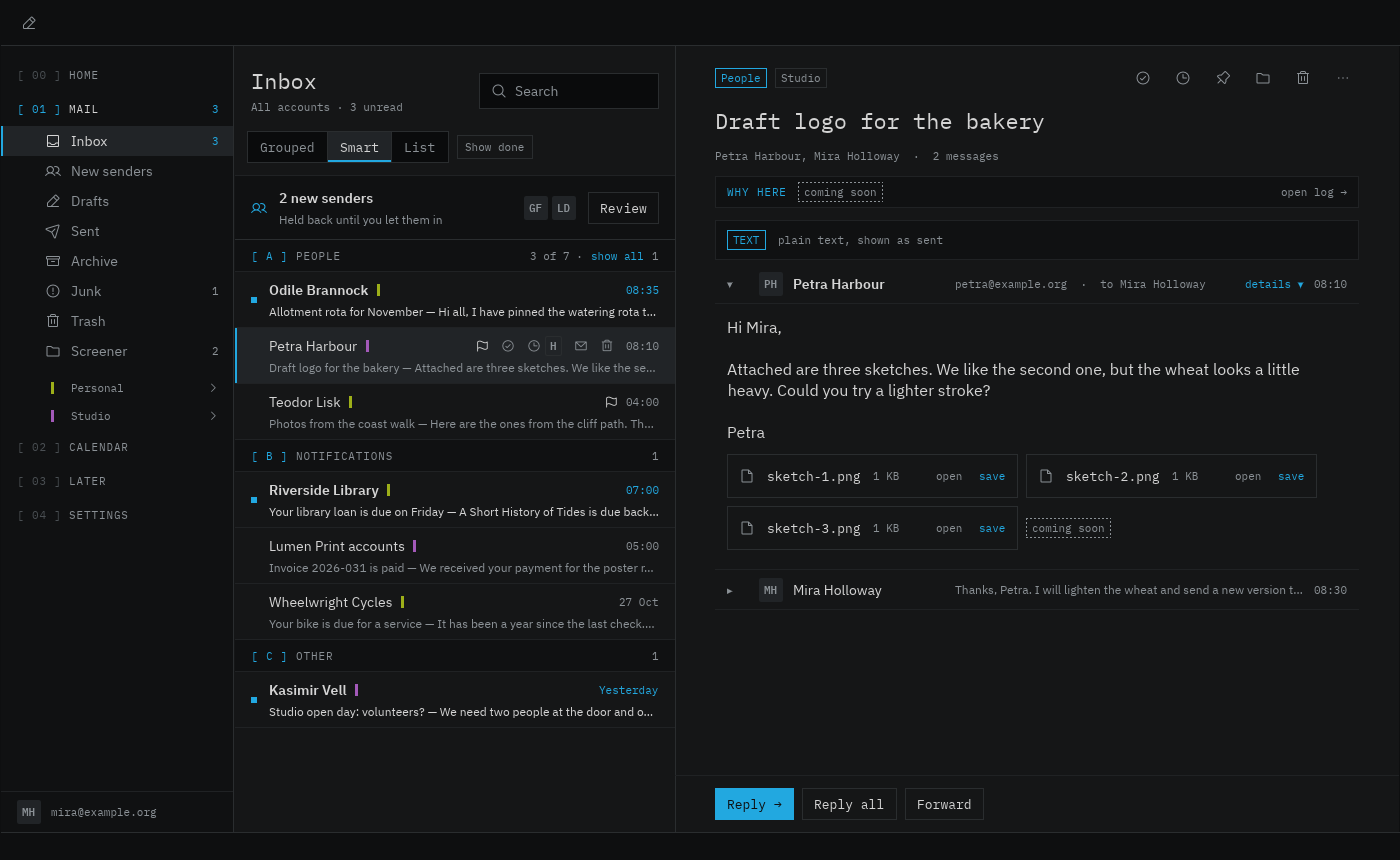 [ 00 ] HOME
[ 01 ] MAIL 3
Inbox 3
New senders
Drafts
Sent
Archive
Junk 1
Trash
Screener 2
Personal
Studio
[ 02 ] CALENDAR
[ 03 ] LATER
[ 04 ] SETTINGS
MH mira@example.org
Inbox
All accounts · 3 unread
Search
Grouped Smart List Show done
2 new senders
Held back until you let them in
GF LD Review
[ A ] PEOPLE 3 of 7 · show all 1
Odile Brannock 08:35
Allotment rota for November — Hi all, I have pinned the watering rota t...
Petra Harbour H 08:10
Draft logo for the bakery — Attached are three sketches. We like the se...
Teodor Lisk 04:00
Photos from the coast walk — Here are the ones from the cliff path. Th...
[ B ] NOTIFICATIONS 1
Riverside Library 07:00
Your library loan is due on Friday — A Short History of Tides is due back...
Lumen Print accounts 05:00
Invoice 2026-031 is paid — We received your payment for the poster r...
Wheelwright Cycles 27 Oct
Your bike is due for a service — It has been a year since the last check....
[ C ] OTHER 1
Kasimir Vell Yesterday
Studio open day: volunteers? — We need two people at the door and o...
People Studio
Draft logo for the bakery
Petra Harbour, Mira Holloway · 2 messages
WHY HERE coming soon open log →
TEXT plain text, shown as sent
▾ PH Petra Harbour petra@example.org · to Mira Holloway details ▾ 08:10
Hi Mira,
Attached are three sketches. We like the second one, but the wheat looks a little
heavy. Could you try a lighter stroke?
Petra
sketch-1.png 1 KB open save
sketch-2.png 1 KB open save
sketch-3.png 1 KB open save
coming soon
▸ MH Mira Holloway Thanks, Petra. I will lighten the wheat and send a new version t... 08:30
Reply → Reply all Forward